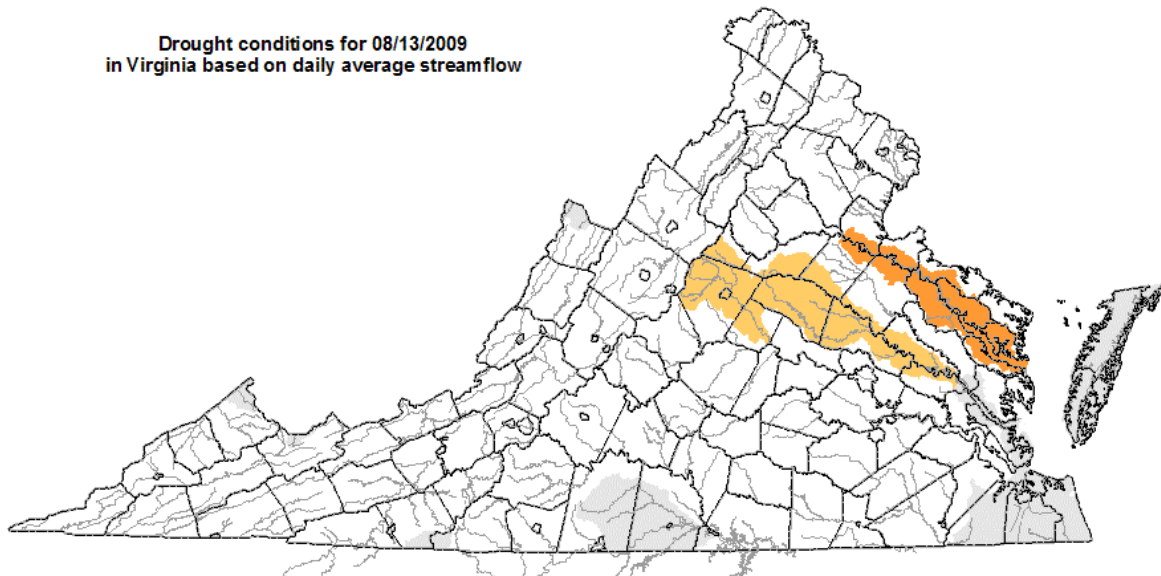 Drought conditions for 08/13/2009
in Virginia based on daily average streamflow